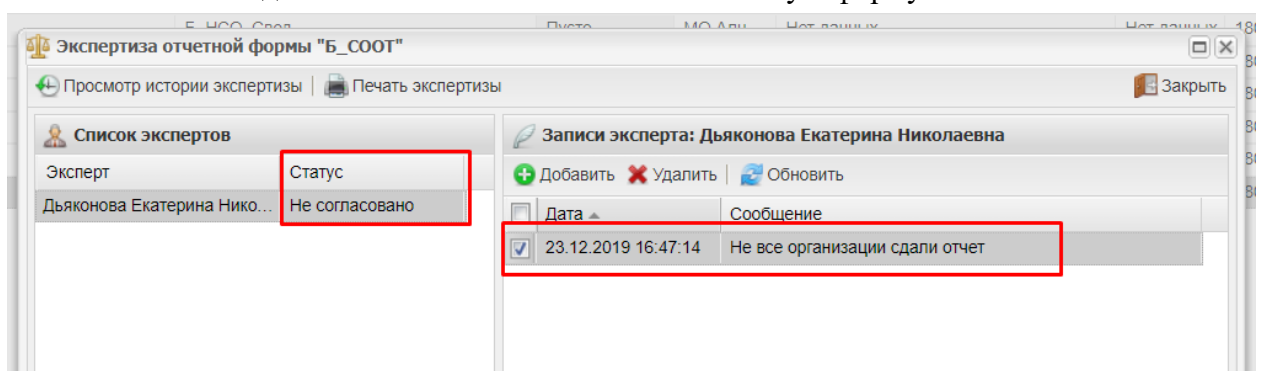 Экспертиза отчетной формы "Б_СООТ"
Просмотр истории экспертизы Печать экспертизы Закрыть
Список экспертов
Эксперт Статус
Дьяконова Екатерина Нико... Не согласовано
Записи эксперта: Дьяконова Екатерина Николаевна
Добавить Удалить Обновить
Дата Сообщение
23.12.2019 16:47:14 Не все организации сдали отчет